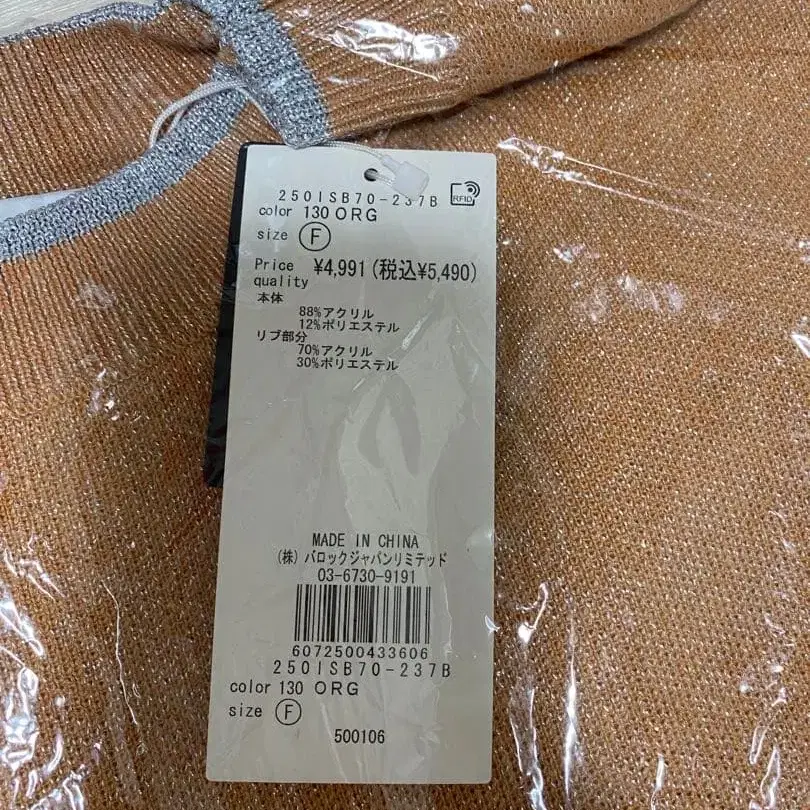 250ISB70-237B
RFID
color 130 ORG
size F
Price ¥4,991(税込¥5,490)
quality
本体
88%アクリル
12%ポリエステル
リブ部分
70%アクリル
30%ポリエステル
MADE IN CHINA
(株) バロックジャパンリミテッド
03-6730-9191
6072500433606
250ISB70-237B
color 130 ORG
size F
500106